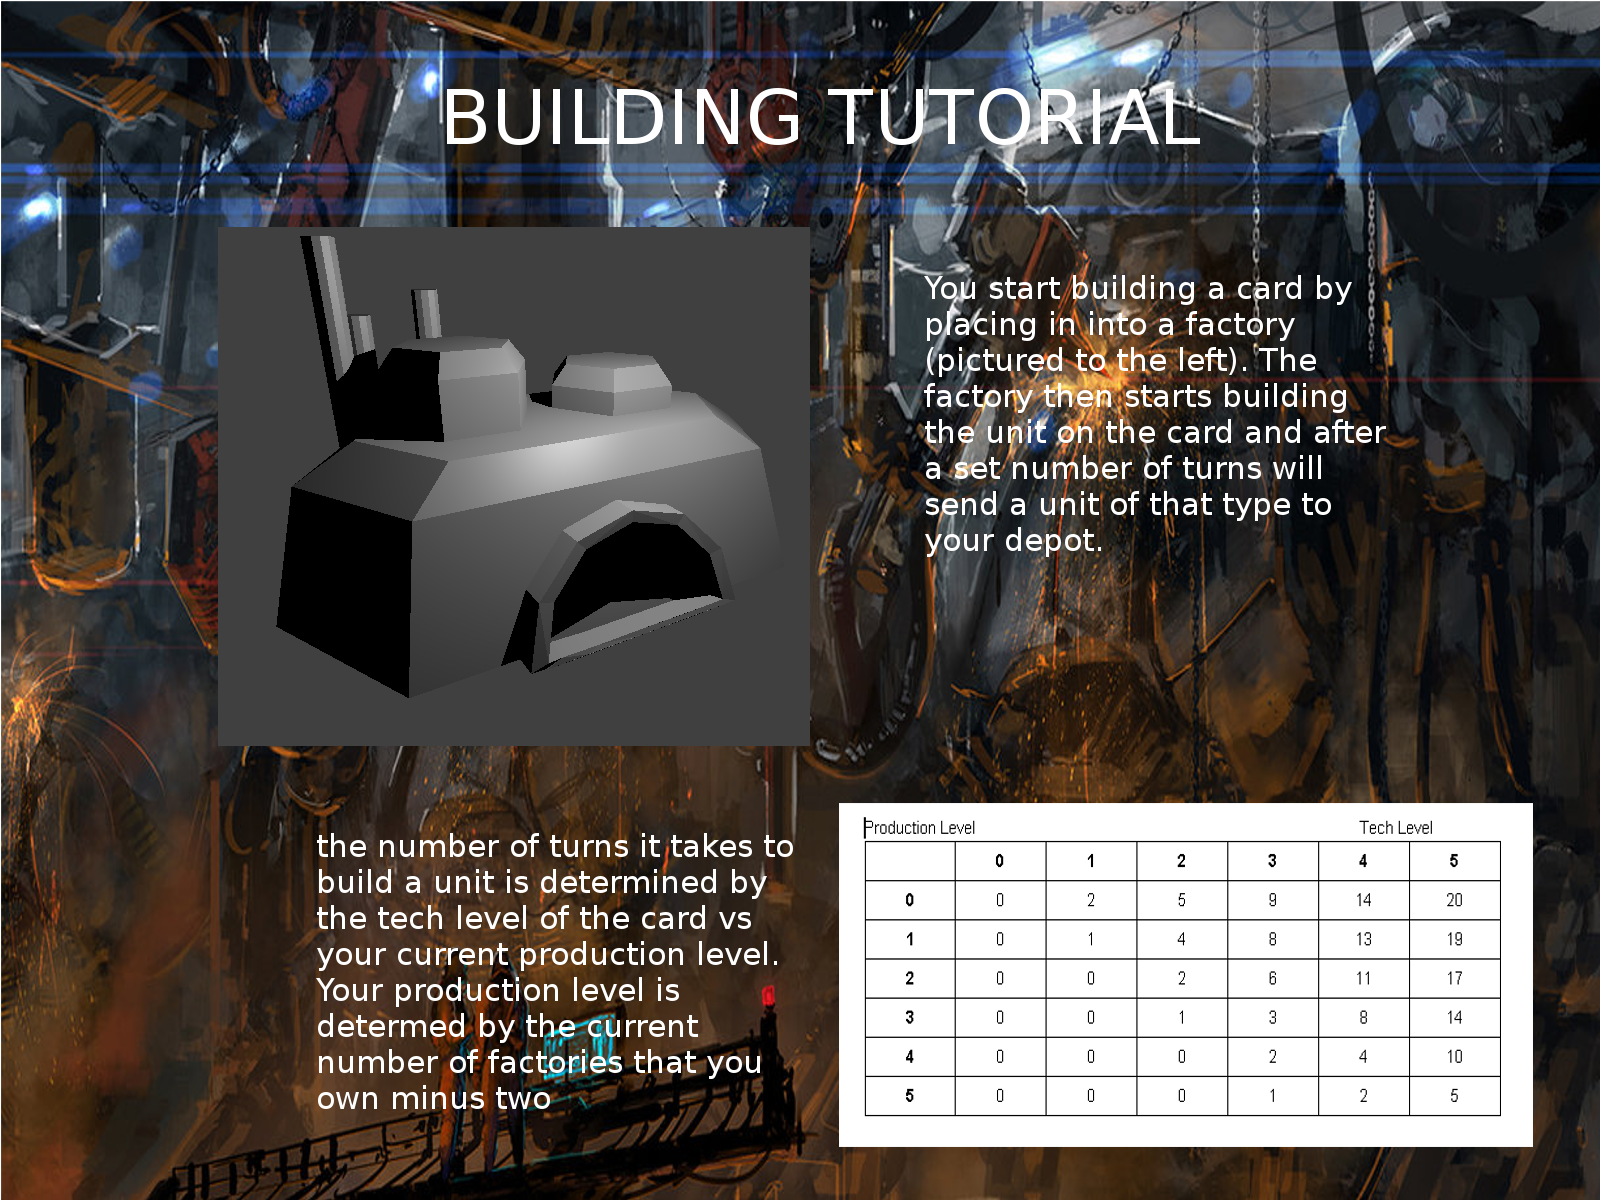 BUILDING TUTORIAL
You start building a card by
placing in into a factory
(pictured to the left). The
factory then starts building
the unit on the card and after
a set number of turns will
send a unit of that type to
your depot.
the number of turns it takes to
build a unit is determined by
the tech level of the card vs
your current production level.
Your production level is
determed by the current
number of factories that you
own minus two
Production Level Tech Level
0 1 2 3 4 5
0 0 2 5 9 14 20
1 0 1 4 8 13 19
2 0 0 2 6 11 17
3 0 0 1 3 8 14
4 0 0 0 2 4 10
5 0 0 0 1 2 5